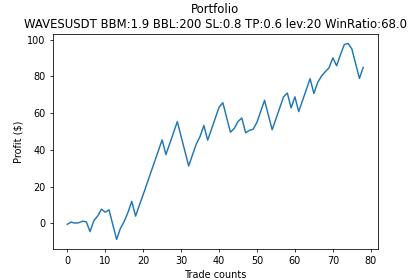 Portfolio
WAVESUSDT BBM:1.9 BBL:200 SL:0.8 TP:0.6 lev:20 WinRatio:68.0
100
80
60
40
20
0
Profit ($)
0 10 20 30 40 50 60 70 80
Trade counts